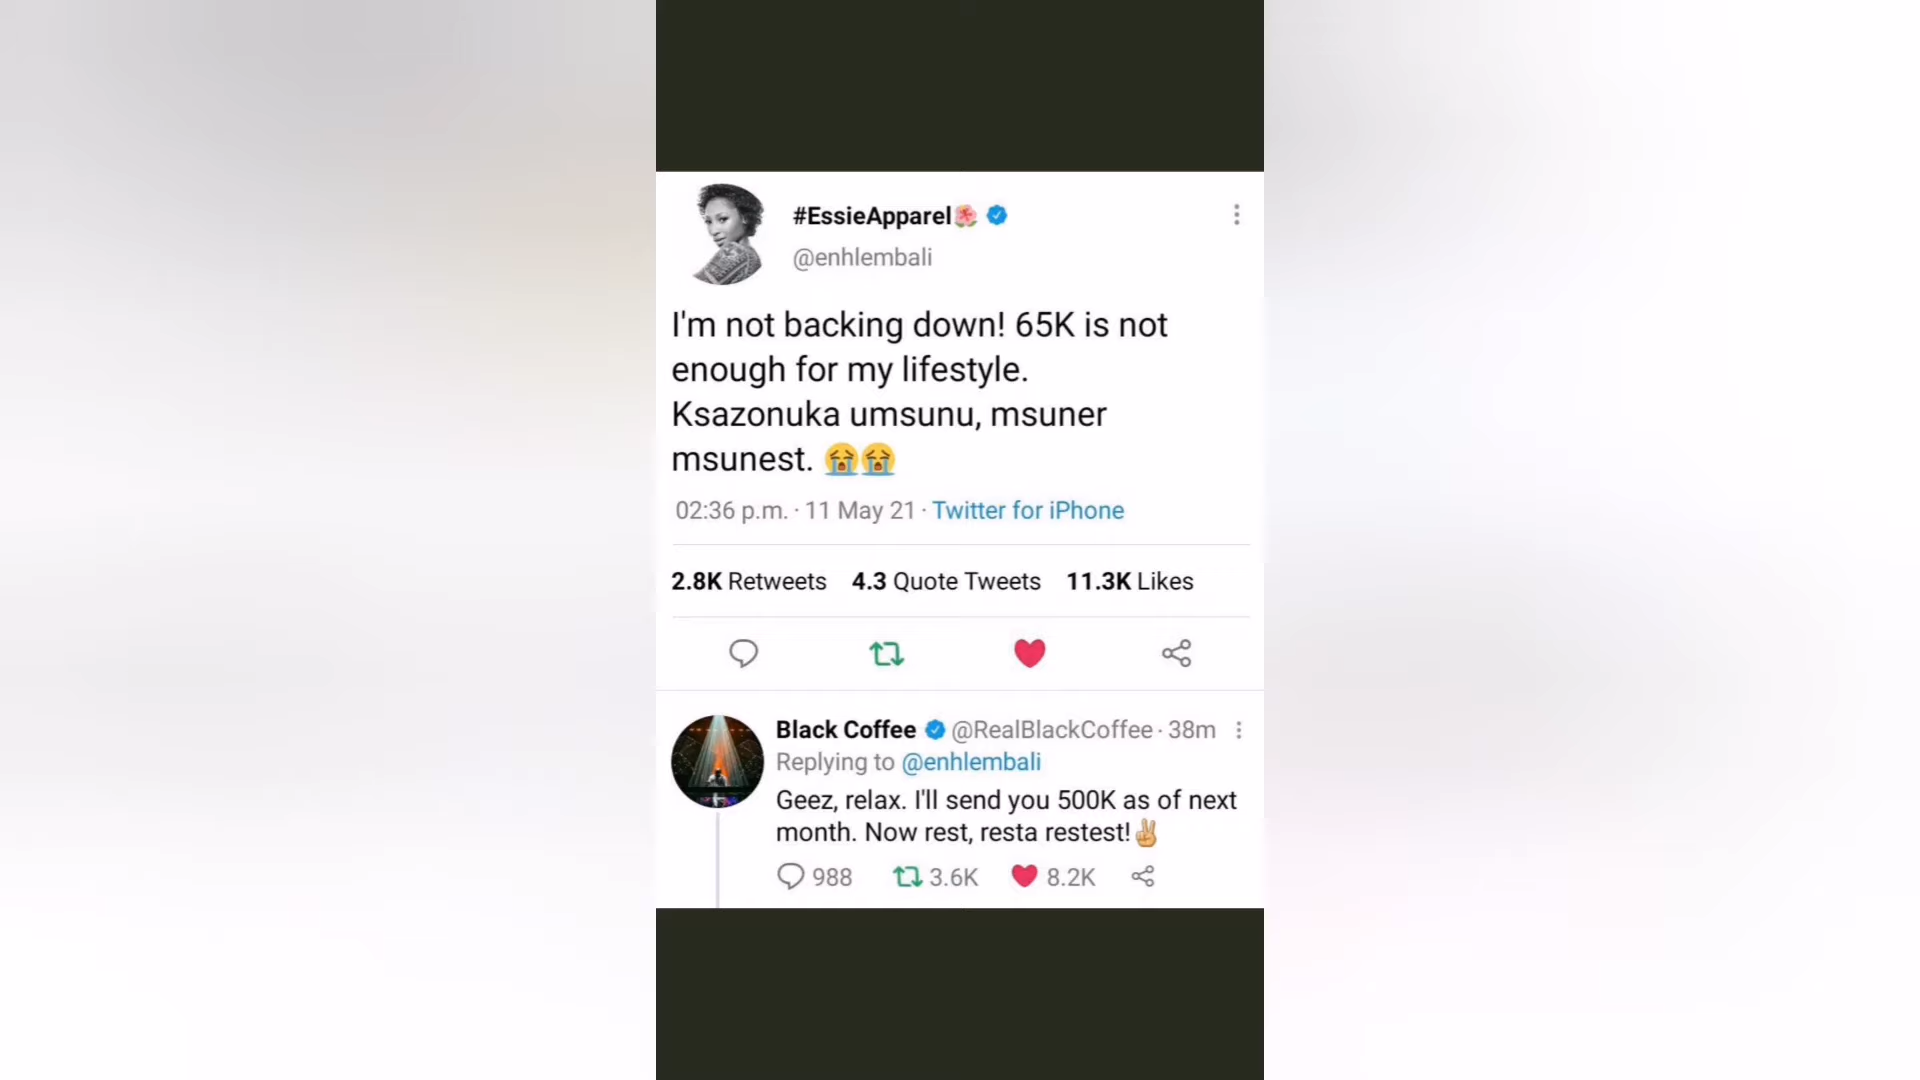 #EssieApparel🌺
@enhlembali
I'm not backing down! 65K is not
enough for my lifestyle.
Ksazonuka umsunu, msuner
msunest. 😭😭
02:36 p.m. · 11 May 21 · Twitter for iPhone
2.8K Retweets 4.3 Quote Tweets 11.3K Likes
Black Coffee @RealBlackCoffee · 38m
Replying to @enhlembali
Geez, relax. I'll send you 500K as of next
month. Now rest, resta restest!✌🏼
988 3.6K 8.2K